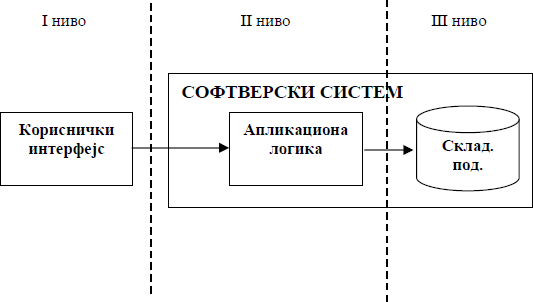 I ниво
II ниво
III ниво
СОФТВЕРСКИ СИСТЕМ
Кориснички
интерфејс
Апликациона
логика
Склад.
под.